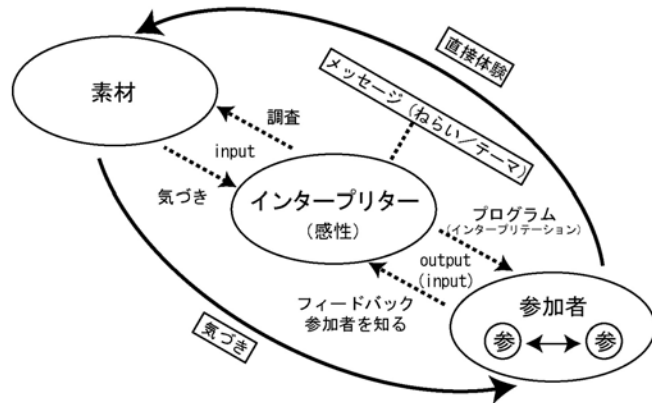 直接体験
素材
メッセージ(ねらい/テーマ)
調査
input
気づき
インタープリター
(感性)
プログラム
(インタープリテーション)
output
(input)
フィードバック
参加者を知る
参加者
参
参
気づき